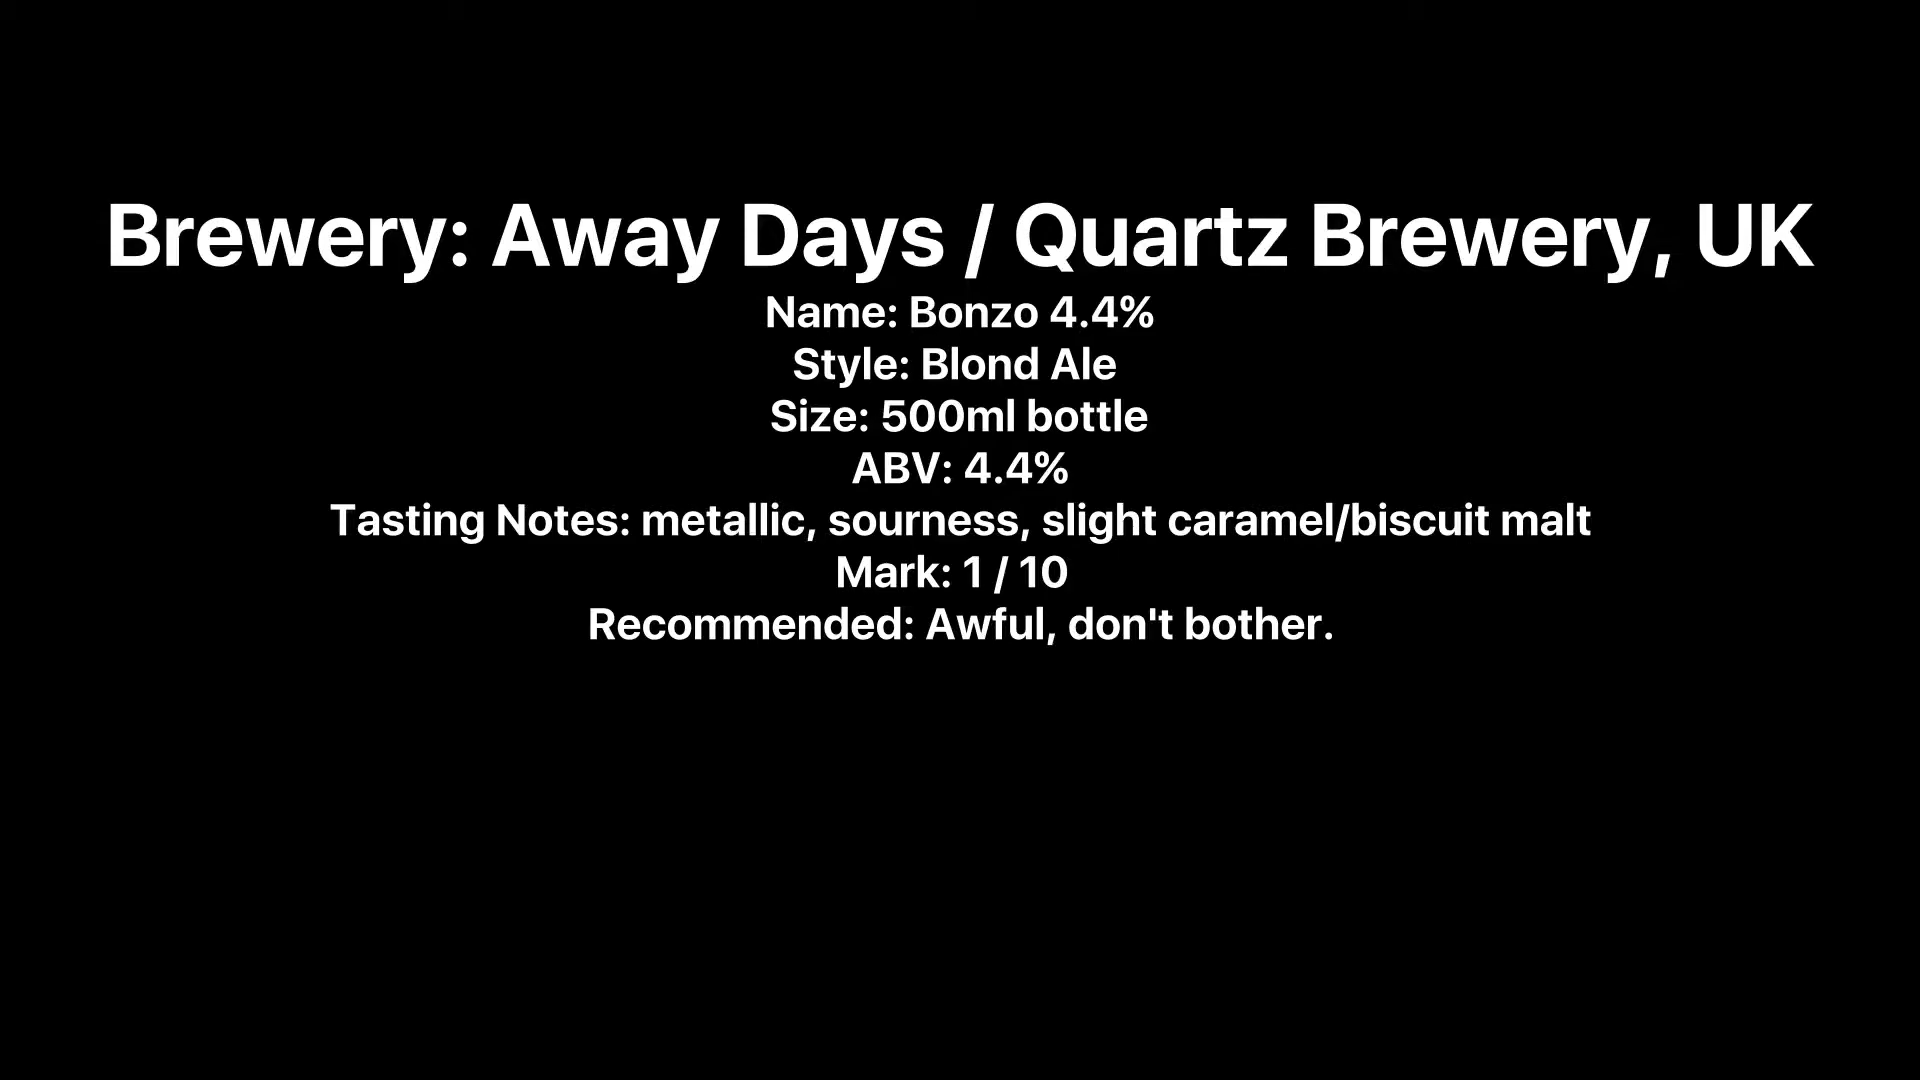 Brewery: Away Days / Quartz Brewery, UK
Name: Bonzo 4.4%
Style: Blond Ale
Size: 500ml bottle
ABV: 4.4%
Tasting Notes: metallic, sourness, slight caramel/biscuit malt
Mark: 1 / 10
Recommended: Awful, don't bother.